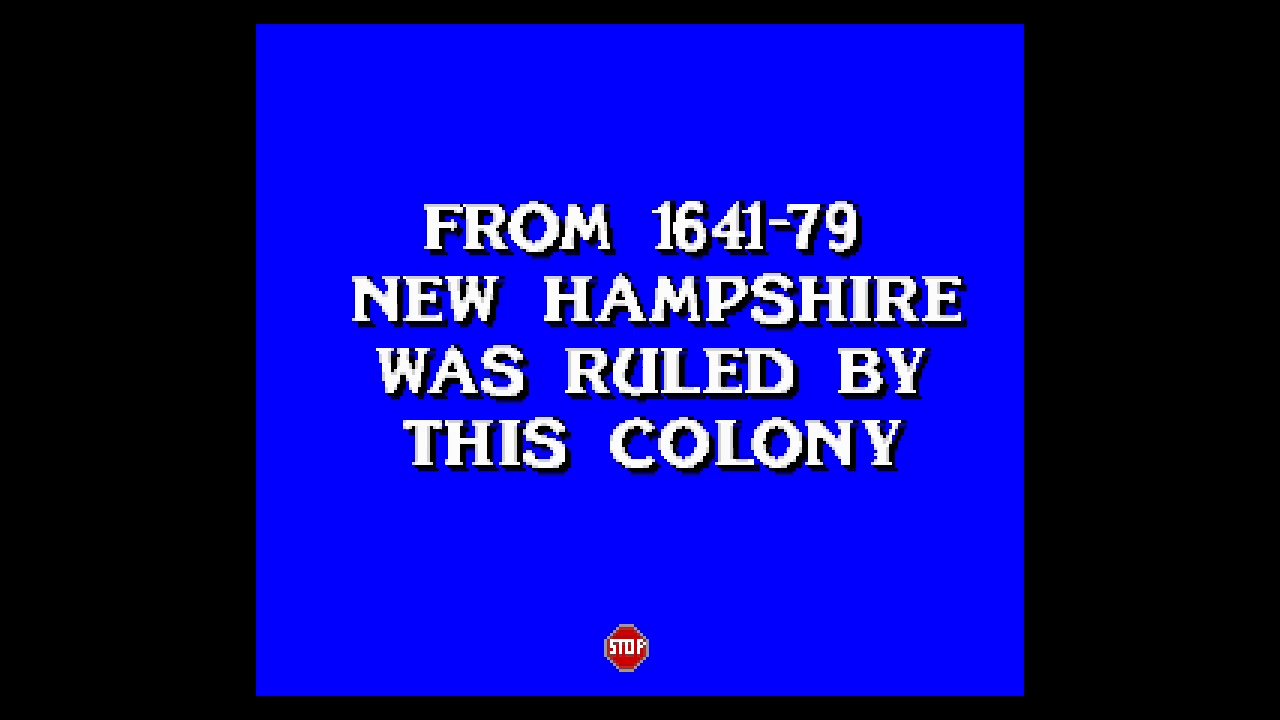 FROM 1641-79
NEW HAMPSHIRE
WAS RULED BY
THIS COLONY
STOP